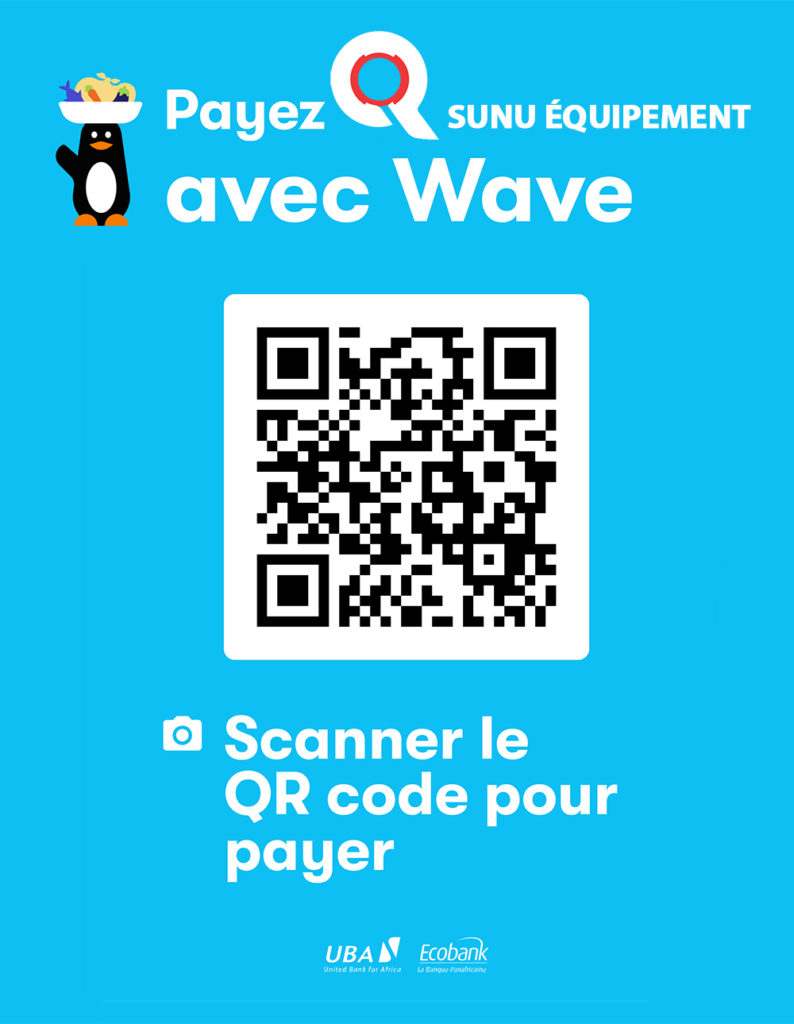 Payez SUNU ÉQUIPEMENT
avec Wave
Scanner le
QR code pour
payer
UBA Ecobank
United Bank for Africa La Banque Panafricaine